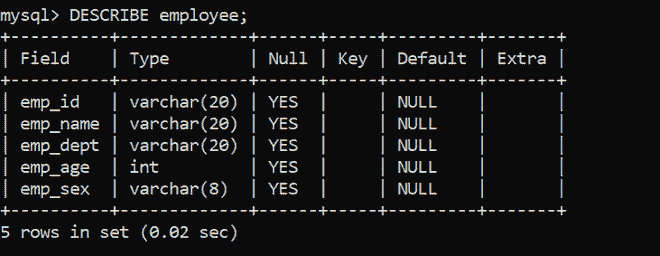 mysql> DESCRIBE employee;
+----------+-------------+------+-----+---------+-------+
| Field    | Type        | Null | Key | Default | Extra |
+----------+-------------+------+-----+---------+-------+
| emp_id   | varchar(20) | YES  |     | NULL    |       |
| emp_name | varchar(20) | YES  |     | NULL    |       |
| emp_dept | varchar(20) | YES  |     | NULL    |       |
| emp_age  | int         | YES  |     | NULL    |       |
| emp_sex  | varchar(8)  | YES  |     | NULL    |       |
+----------+-------------+------+-----+---------+-------+
5 rows in set (0.02 sec)